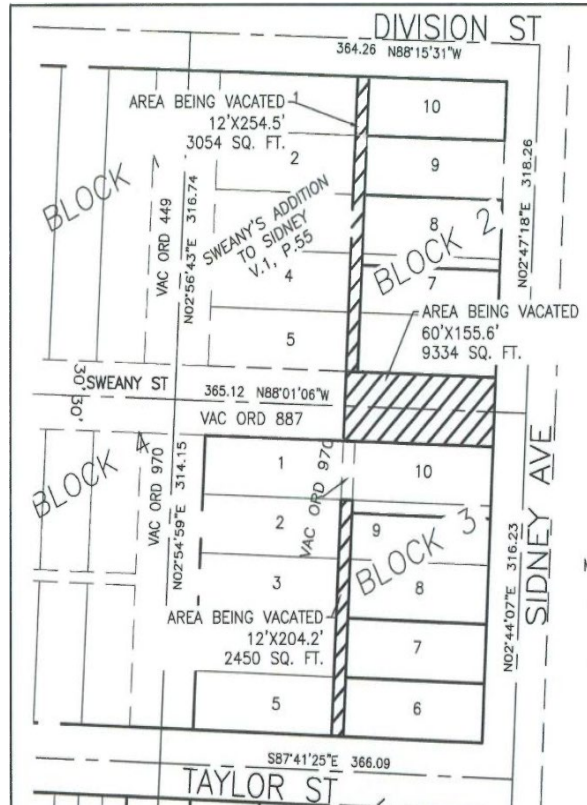 DIVISION ST
364.26 N88°15'31"W
AREA BEING VACATED
12'X254.5'
3054 SQ. FT.
1
10
2
9
8
BLOCK 1
VAC ORD 449
N02°56'43"E 316.74
SWEANY'S ADDITION
TO SIDNEY
V.1, P.55
BLOCK 2
N02°47'18"E 318.26
4
7
5
AREA BEING VACATED
60'X155.6'
9334 SQ. FT.
30' 30'
SWEANY ST
365.12 N88°01'06"W
VAC ORD 887
BLOCK 4
VAC ORD 970
N02°54'59"E 314.15
1
VAC ORD 970
10
2
9
BLOCK 3
3
8
SIDNEY AVE
N02°44'07"E 316.23
AREA BEING VACATED
12'X204.2'
2450 SQ. FT.
7
5
6
S87°41'25"E 366.09
TAYLOR ST